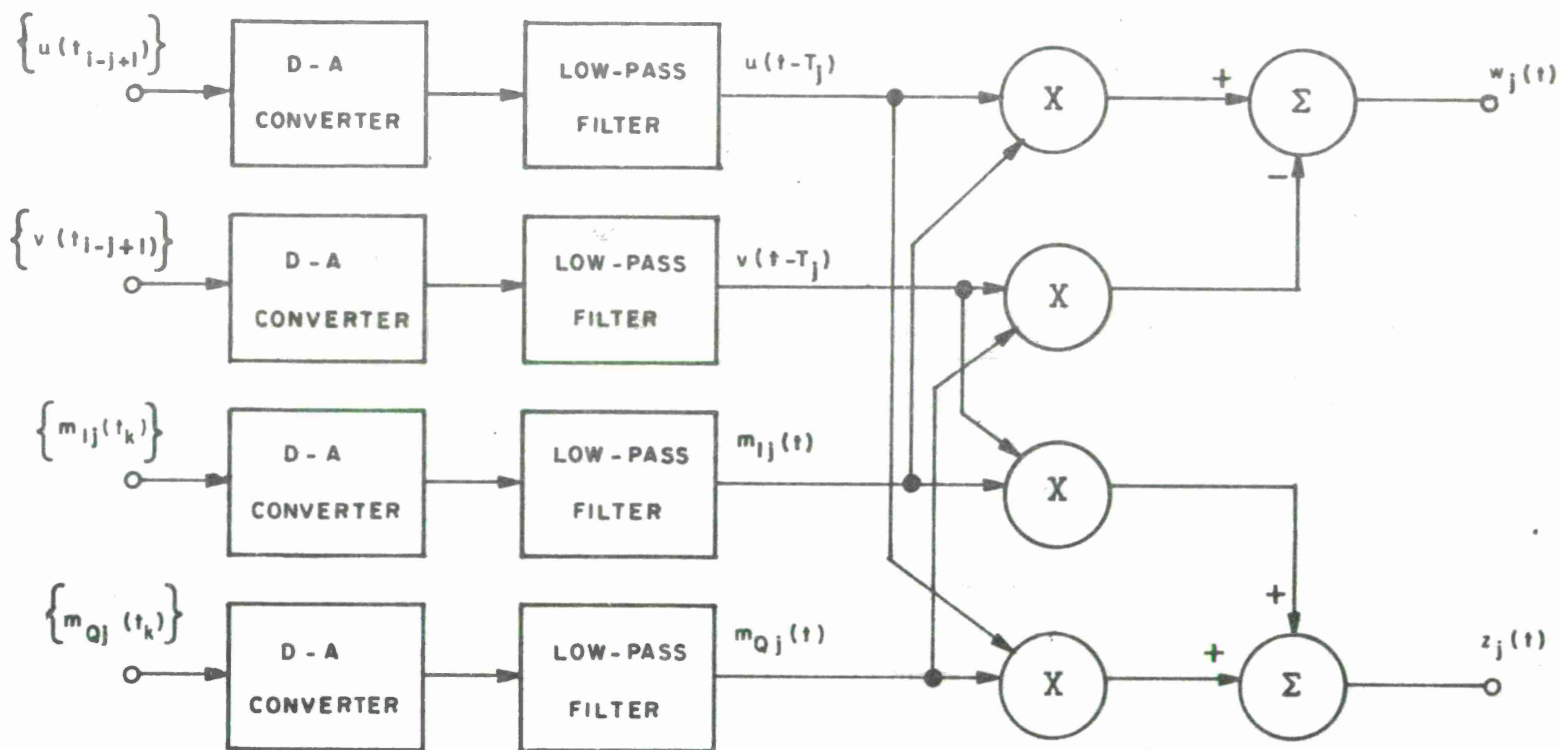 {u(t_{i-j+1})}
D-A
CONVERTER
LOW-PASS
FILTER
u(t-T_j)
X
+
Σ
w_j(t)
−
{v(t_{i-j+1})}
D-A
CONVERTER
LOW-PASS
FILTER
v(t-T_j)
X
{m_{Ij}(t_k)}
D-A
CONVERTER
LOW-PASS
FILTER
m_{Ij}(t)
X
+
{m_{Qj}(t_k)}
D-A
CONVERTER
LOW-PASS
FILTER
m_{Qj}(t)
X
+
Σ
z_j(t)